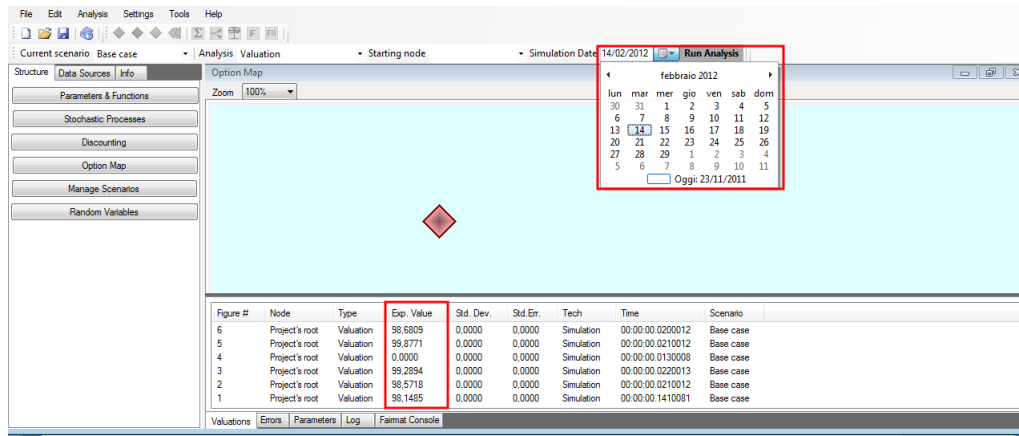 File Edit Analysis Settings Tools Help
Current scenario Base case Analysis Valuation Starting node Simulation Date 14/02/2012 Run Analysis
Structure Data Sources Info Option Map
Zoom 100%
Parameters & Functions
Stochastic Processes
Discounting
Option Map
Manage Scenarios
Random Variables
febbraio 2012
lun mar mer gio ven sab dom
30 31 1 2 3 4 5
6 7 8 9 10 11 12
13 14 15 16 17 18 19
20 21 22 23 24 25 26
27 28 29 1 2 3 4
5 6 7 8 9 10 11
Oggi: 23/11/2011
Figure # Node Type Exp. Value Std. Dev. Std.Err. Tech Time Scenario
6 Project's root Valuation 98,6809 0,0000 0,0000 Simulation 00:00:00.0200012 Base case
5 Project's root Valuation 99,8771 0,0000 0,0000 Simulation 00:00:00.0210012 Base case
4 Project's root Valuation 0,0000 0,0000 0,0000 Simulation 00:00:00.0130008 Base case
3 Project's root Valuation 99,2894 0,0000 0,0000 Simulation 00:00:00.0220013 Base case
2 Project's root Valuation 98,5718 0,0000 0,0000 Simulation 00:00:00.0210012 Base case
1 Project's root Valuation 98,1485 0,0000 0,0000 Simulation 00:00:00.1410081 Base case
Valuations Errors Parameters Log Fairmat Console